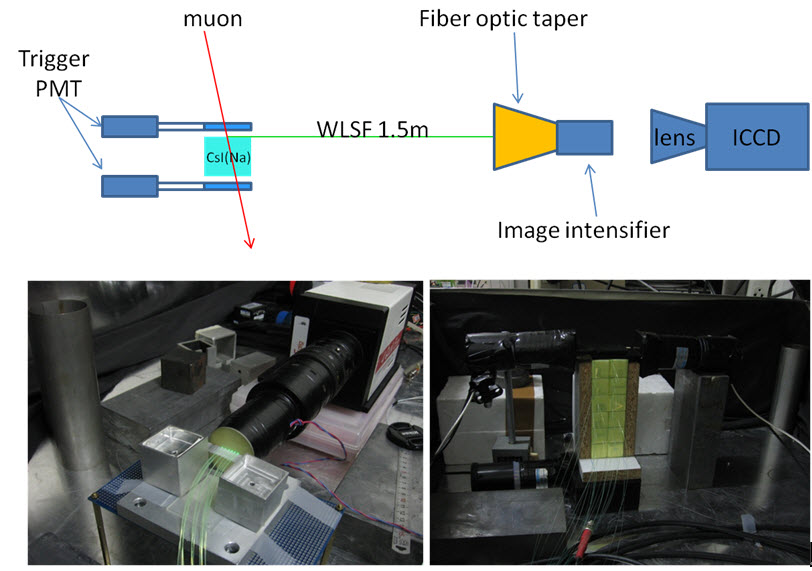 muon
Fiber optic taper
Trigger
PMT
WLSF 1.5m
CsI(Na)
lens
ICCD
Image intensifier